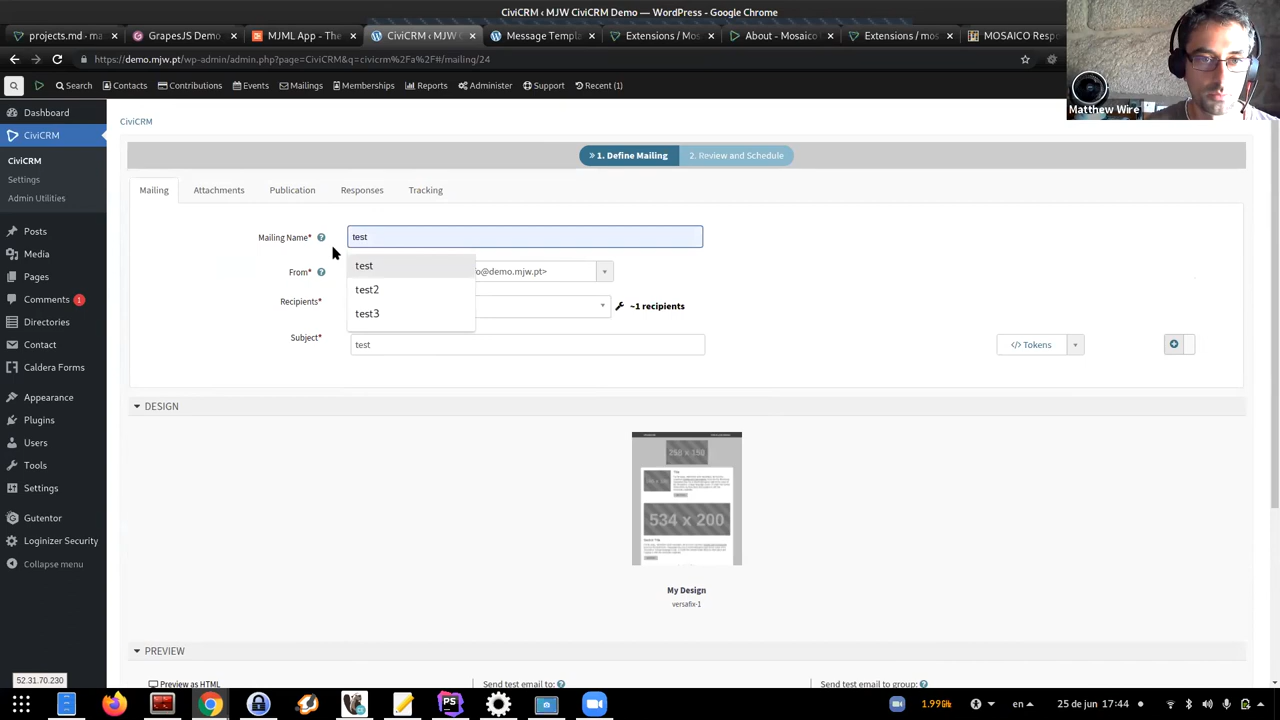 CiviCRM ‹ MJW CiviCRM Demo — WordPress - Google Chrome
projects.md - ma
GrapesJS Demo
MJML App - The
CiviCRM ‹ MJW C
Message Templa
Extensions / Mos
About - Mosaico
Extensions / mos
MOSAICO Respo
https://demo.mjw.pt/wp-admin/admin.php?page=CiviCRM&q=civicrm%2Fa%2F#/mailing/24
Search
Contacts
Contributions
Events
Mailings
Memberships
Reports
Administer
Support
Recent (1)
Matthew Wire
Dashboard
CiviCRM
CiviCRM
Settings
Admin Utilities
Posts
Media
Pages
Comments 1
Directories
Contact
Caldera Forms
Appearance
Plugins
Users
Tools
Settings
Gutentor
Loginizer Security
Collapse menu
CiviCRM
» 1. Define Mailing
2. Review and Schedule
Mailing
Attachments
Publication
Responses
Tracking
Mailing Name* ?
test
test
test2
test3
From* ?
fo@demo.mjw.pt>
Recipients*
~1 recipients
Subject*
test
</> Tokens
DESIGN
258 x 150
534 x 200
My Design
versafix-1
PREVIEW
Preview as HTML
Send test email to: ?
Send test email to group: ?
52.31.70.230
PS
1.99GHz
en
25 de jun 17:44